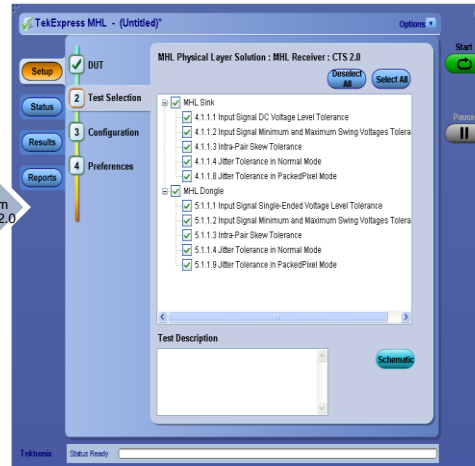 TekExpress MHL - (Untitled)*
Options
Setup
Status
Results
Reports
m
2.0
DUT
2 Test Selection
3 Configuration
4 Preferences
MHL Physical Layer Solution : MHL Receiver : CTS 2.0
Deselect
All
Select All
MHL Sink
4.1.1.1 Input Signal DC Voltage Level Tolerance
4.1.1.2 Input Signal Minimum and Maximum Swing Voltages Tolera
4.1.1.3 Intra-Pair Skew Tolerance
4.1.1.4 Jitter Tolerance in Normal Mode
4.1.1.8 Jitter Tolerance in PackedPixel Mode
MHL Dongle
5.1.1.1 Input Signal Single-Ended Voltage Level Tolerance
5.1.1.2 Input Signal Minimum and Maximum Swing Voltages Tolera
5.1.1.3 Intra-Pair Skew Tolerance
5.1.1.4 Jitter Tolerance in Normal Mode
5.1.1.9 Jitter Tolerance in PackedPixel Mode
Test Description
Schematic
Start
Pause
Tektronix
Status Ready